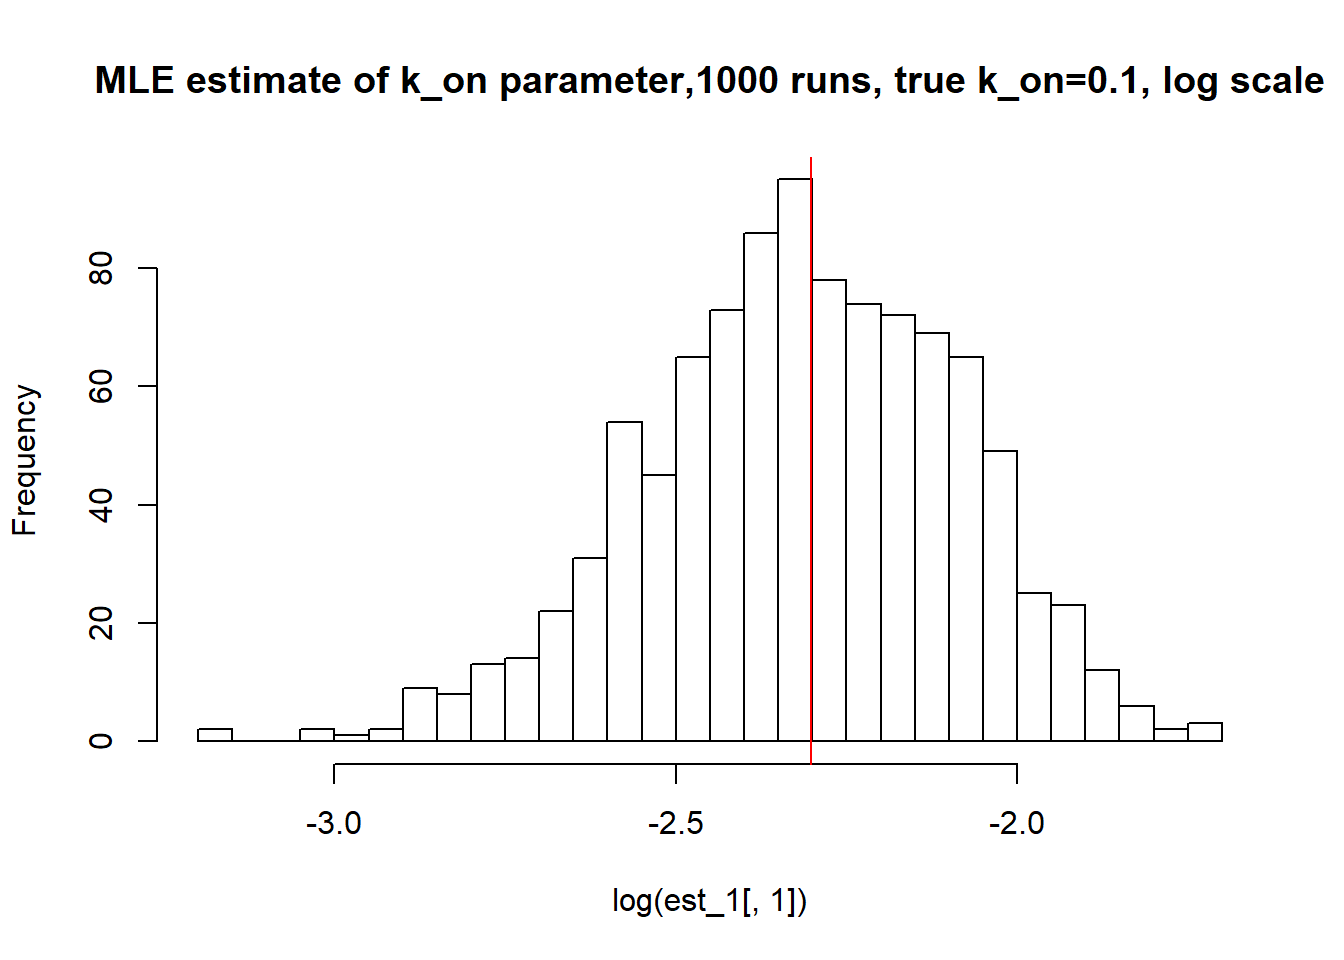 MLE estimate of k_on parameter,1000 runs, true k_on=0.1, log scale
Frequency
80
60
40
20
0
-3.0 -2.5 -2.0
log(est_1[, 1])